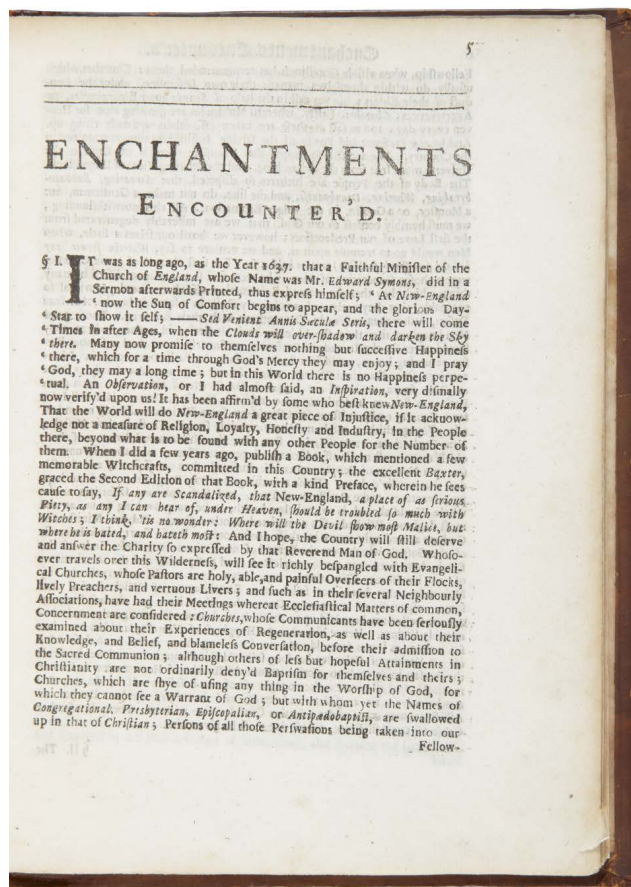 5
ENCHANTMENTS
ENCOUNTER'D.
§ I. IT was as long ago, as the Year 1637. that a Faithful Miniſter of the
Church of England, whoſe Name was Mr. Edward Symons, did in a
Sermon afterwards Printed, thus expreſs himſelf; ‘ At New-England
‘ now the Sun of Comfort begins to appear, and the glorious Day-
‘ Star to ſhow it ſelf; —— Sed Venient Annis Sæculæ Seris, there will come
‘ Times in after Ages, when the Clouds will over-ſhadow and darken the Sky
‘ there. Many now promiſe to themſelves nothing but ſucceſſive Happineſs
‘ there, which for a time through God's Mercy they may enjoy; and I pray
‘ God, they may a long time; but in this World there is no Happineſs perpe-
‘ tual. An Obſervation, or I had almoſt ſaid, an Inſpiration, very diſmally
now verify'd upon us! It has been affirm'd by ſome who beſt knew New-England,
That the World will do New-England a great piece of Injuſtice, if it acknow-
ledge not a meaſure of Religion, Loyalty, Honeſty and Induſtry, in the People
there, beyond what is to be found with any other People for the Number of
them. When I did a few years ago, publiſh a Book, which mentioned a few
memorable Witchcrafts, committed in this Country; the excellent Baxter,
graced the Second Edition of that Book, with a kind Preface, wherein he ſees
cauſe to ſay, If any are Scandalized, that New-England, a place of as ſerious
Piety, as any I can hear of, under Heaven, ſhould be troubled ſo much with
Witches; I think, 'tis no wonder: Where will the Devil ſhow moſt Malice, but
where he is hated, and hateth moſt: And I hope, the Country will ſtill deſerve
and anſwer the Charity ſo expreſſed by that Reverend Man of God. Whoſo-
ever travels over this Wilderneſs, will ſee it richly beſpangled with Evangeli-
cal Churches, whoſe Paſtors are holy, able, and painful Overſeers of their Flocks,
lively Preachers, and vertuous Livers; and ſuch as in their ſeveral Neighbourly
Aſſociations, have had their Meetings whereat Eccleſiaſtical Matters of common,
Concernment are conſidered: Churches, whoſe Communicants have been ſeriouſly
examined about their Experiences of Regeneration, as well as about their
Knowledge, and Belief, and blameleſs Converſation, before their admiſſion to
the Sacred Communion; although others of leſs but hopeful Attainments in
Chriſtianity are not ordinarily deny'd Baptiſm for themſelves and theirs;
Churches, which are ſhye of uſing any thing in the Worſhip of God, for
which they cannot ſee a Warrant of God; but with whom yet the Names of
Congregational, Presbyterian, Epiſcopalian, or Antipædobaptiſt, are ſwallowed
up in that of Chriſtian; Perſons of all thoſe Perſwaſions being taken into our
Fellow-